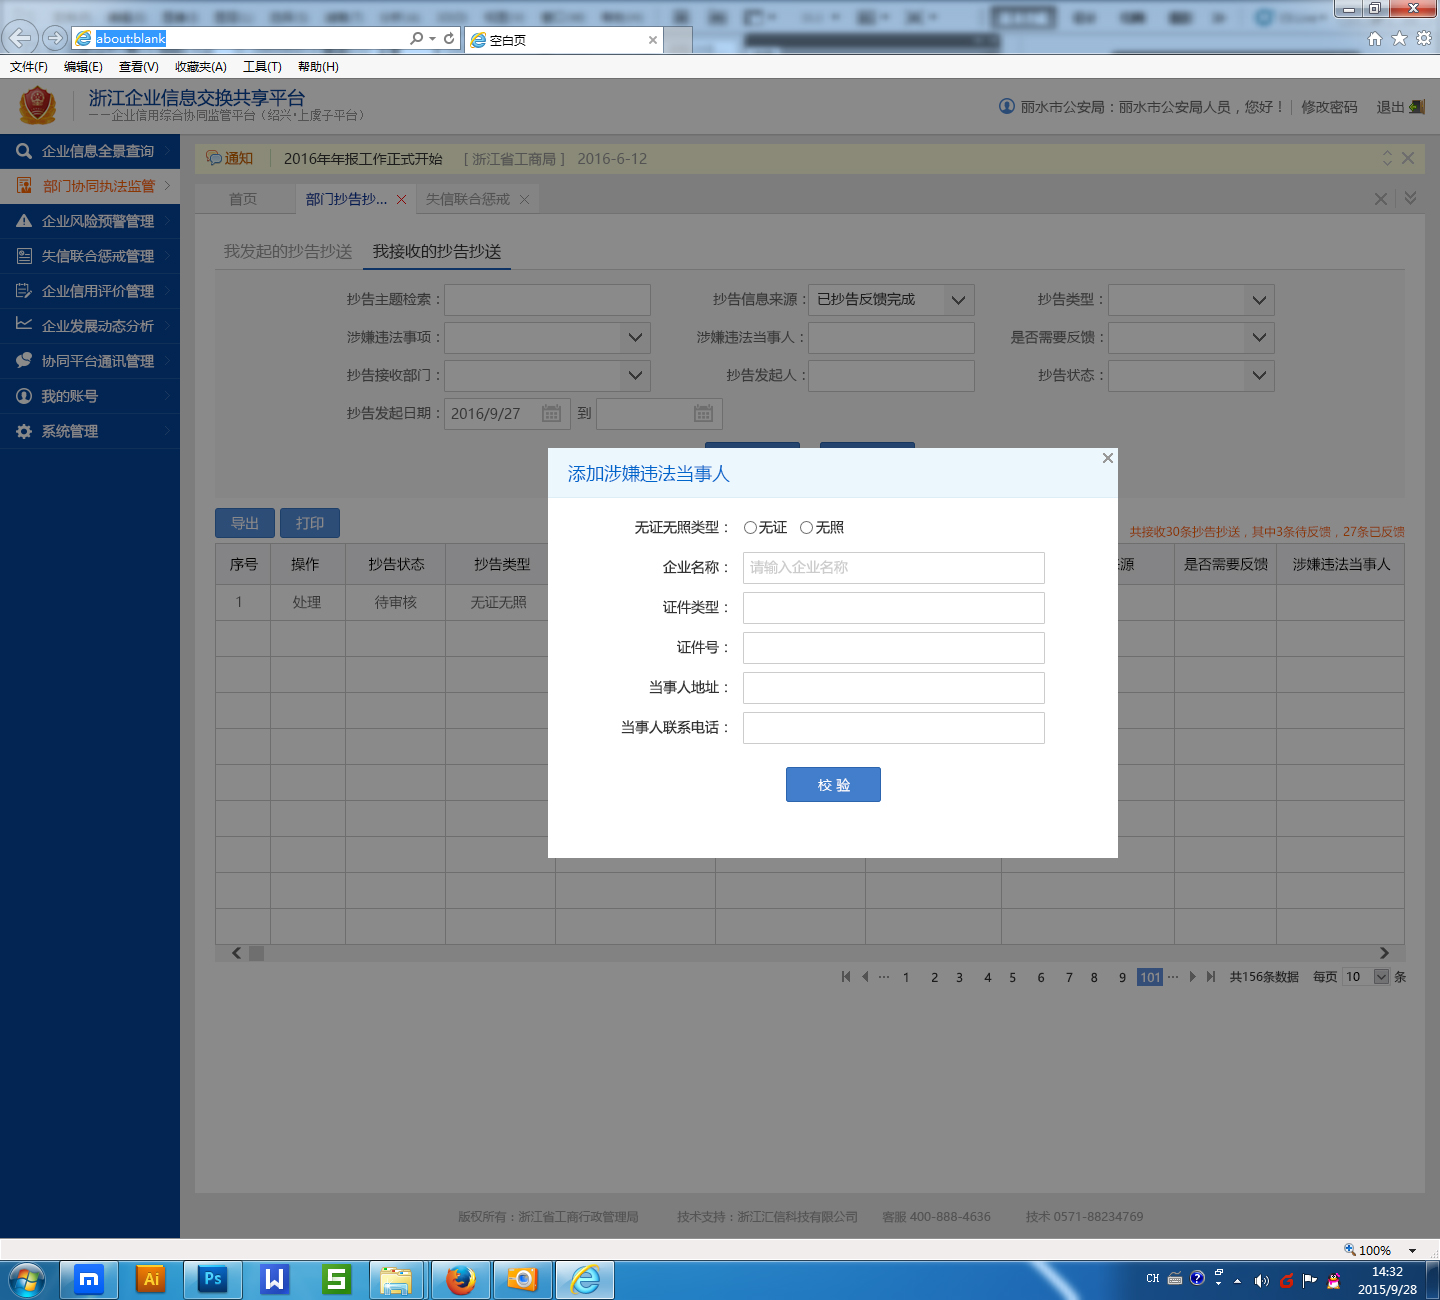 about:blank
空白页
文件(F) 编辑(E) 查看(V) 收藏夹(A) 工具(T) 帮助(H)
浙江企业信息交换共享平台
——企业信用综合协同监管平台（绍兴·上虞子平台）
丽水市公安局：丽水市公安局人员，您好！ 修改密码 退出
企业信息全景查询
部门协同执法监管
企业风险预警管理
失信联合惩戒管理
企业信用评价管理
企业发展动态分析
协同平台通讯管理
我的账号
系统管理
通知 2016年年报工作正式开始 [ 浙江省工商局 ] 2016-6-12
首页 部门抄告抄... 失信联合惩戒
我发起的抄告抄送 我接收的抄告抄送
抄告主题检索： 抄告信息来源： 已抄告反馈完成 抄告类型：
涉嫌违法事项： 涉嫌违法当事人： 是否需要反馈：
抄告接收部门： 抄告发起人： 抄告状态：
抄告发起日期： 2016/9/27 到
添加涉嫌违法当事人
无证无照类型： 无证 无照
企业名称： 请输入企业名称
证件类型：
证件号：
当事人地址：
当事人联系电话：
校 验
导出 打印
共接收30条抄告抄送，其中3条待反馈，27条已反馈
序号 操作 抄告状态 抄告类型 源 是否需要反馈 涉嫌违法当事人
1 处理 待审核 无证无照
··· 1 2 3 4 5 6 7 8 9 101 ··· 共156条数据 每页 10 条
版权所有：浙江省工商行政管理局 技术支持：浙江汇信科技有限公司 客服 400-888-4636 技术 0571-88234769
100%
m Ai Ps W S
CH
14:32
2015/9/28